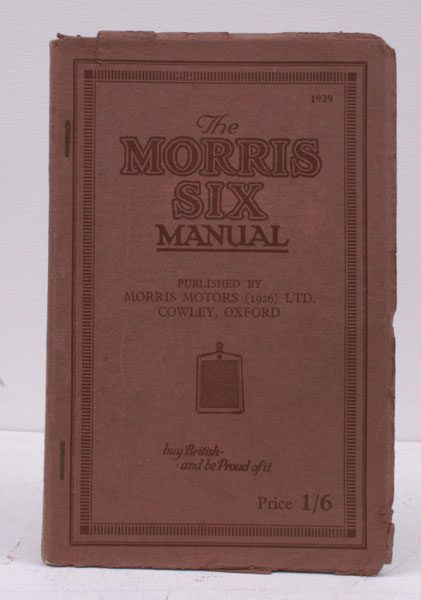 1929
The
MORRIS
SIX
MANUAL
PUBLISHED BY
MORRIS MOTORS (1926) LTD.
COWLEY, OXFORD
buy British-
and be Proud of it
Price 1/6